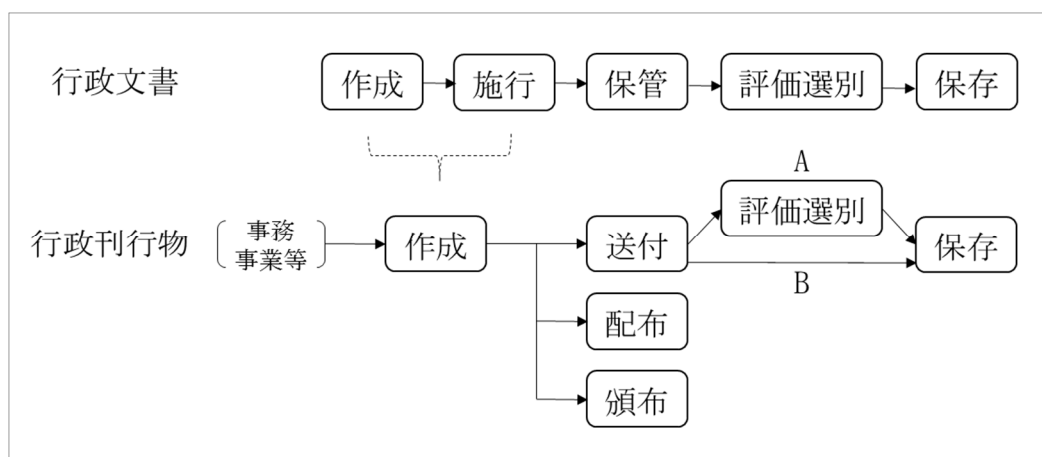 行政文書 作成 施行 保管 評価選別 保存
A
評価選別
行政刊行物 事務 事業等 作成 送付 保存
B
配布
頒布